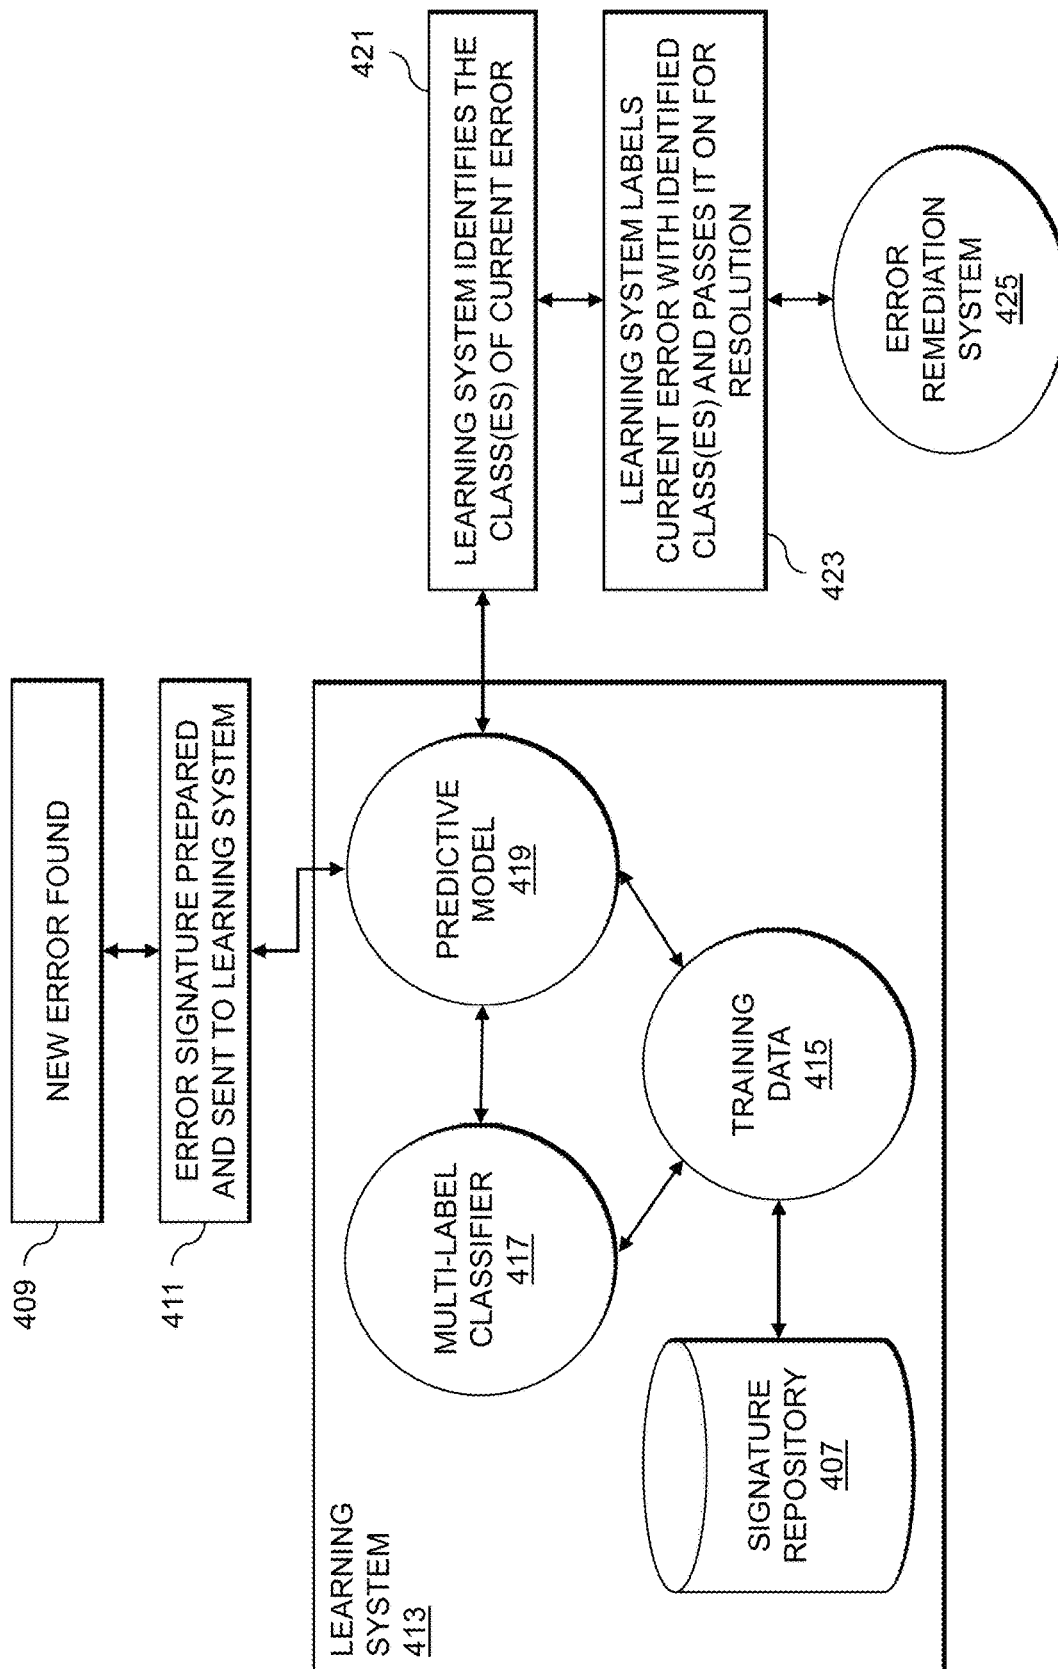 409
NEW ERROR FOUND
411
ERROR SIGNATURE PREPARED
AND SENT TO LEARNING SYSTEM
LEARNING
SYSTEM
413
MULTI-LABEL
CLASSIFIER
417
PREDICTIVE
MODEL
419
SIGNATURE
REPOSITORY
407
TRAINING
DATA
415
421
LEARNING SYSTEM IDENTIFIES THE
CLASS(ES) OF CURRENT ERROR
423
LEARNING SYSTEM LABELS
CURRENT ERROR WITH IDENTIFIED
CLASS(ES) AND PASSES IT ON FOR
RESOLUTION
ERROR
REMEDIATION
SYSTEM
425